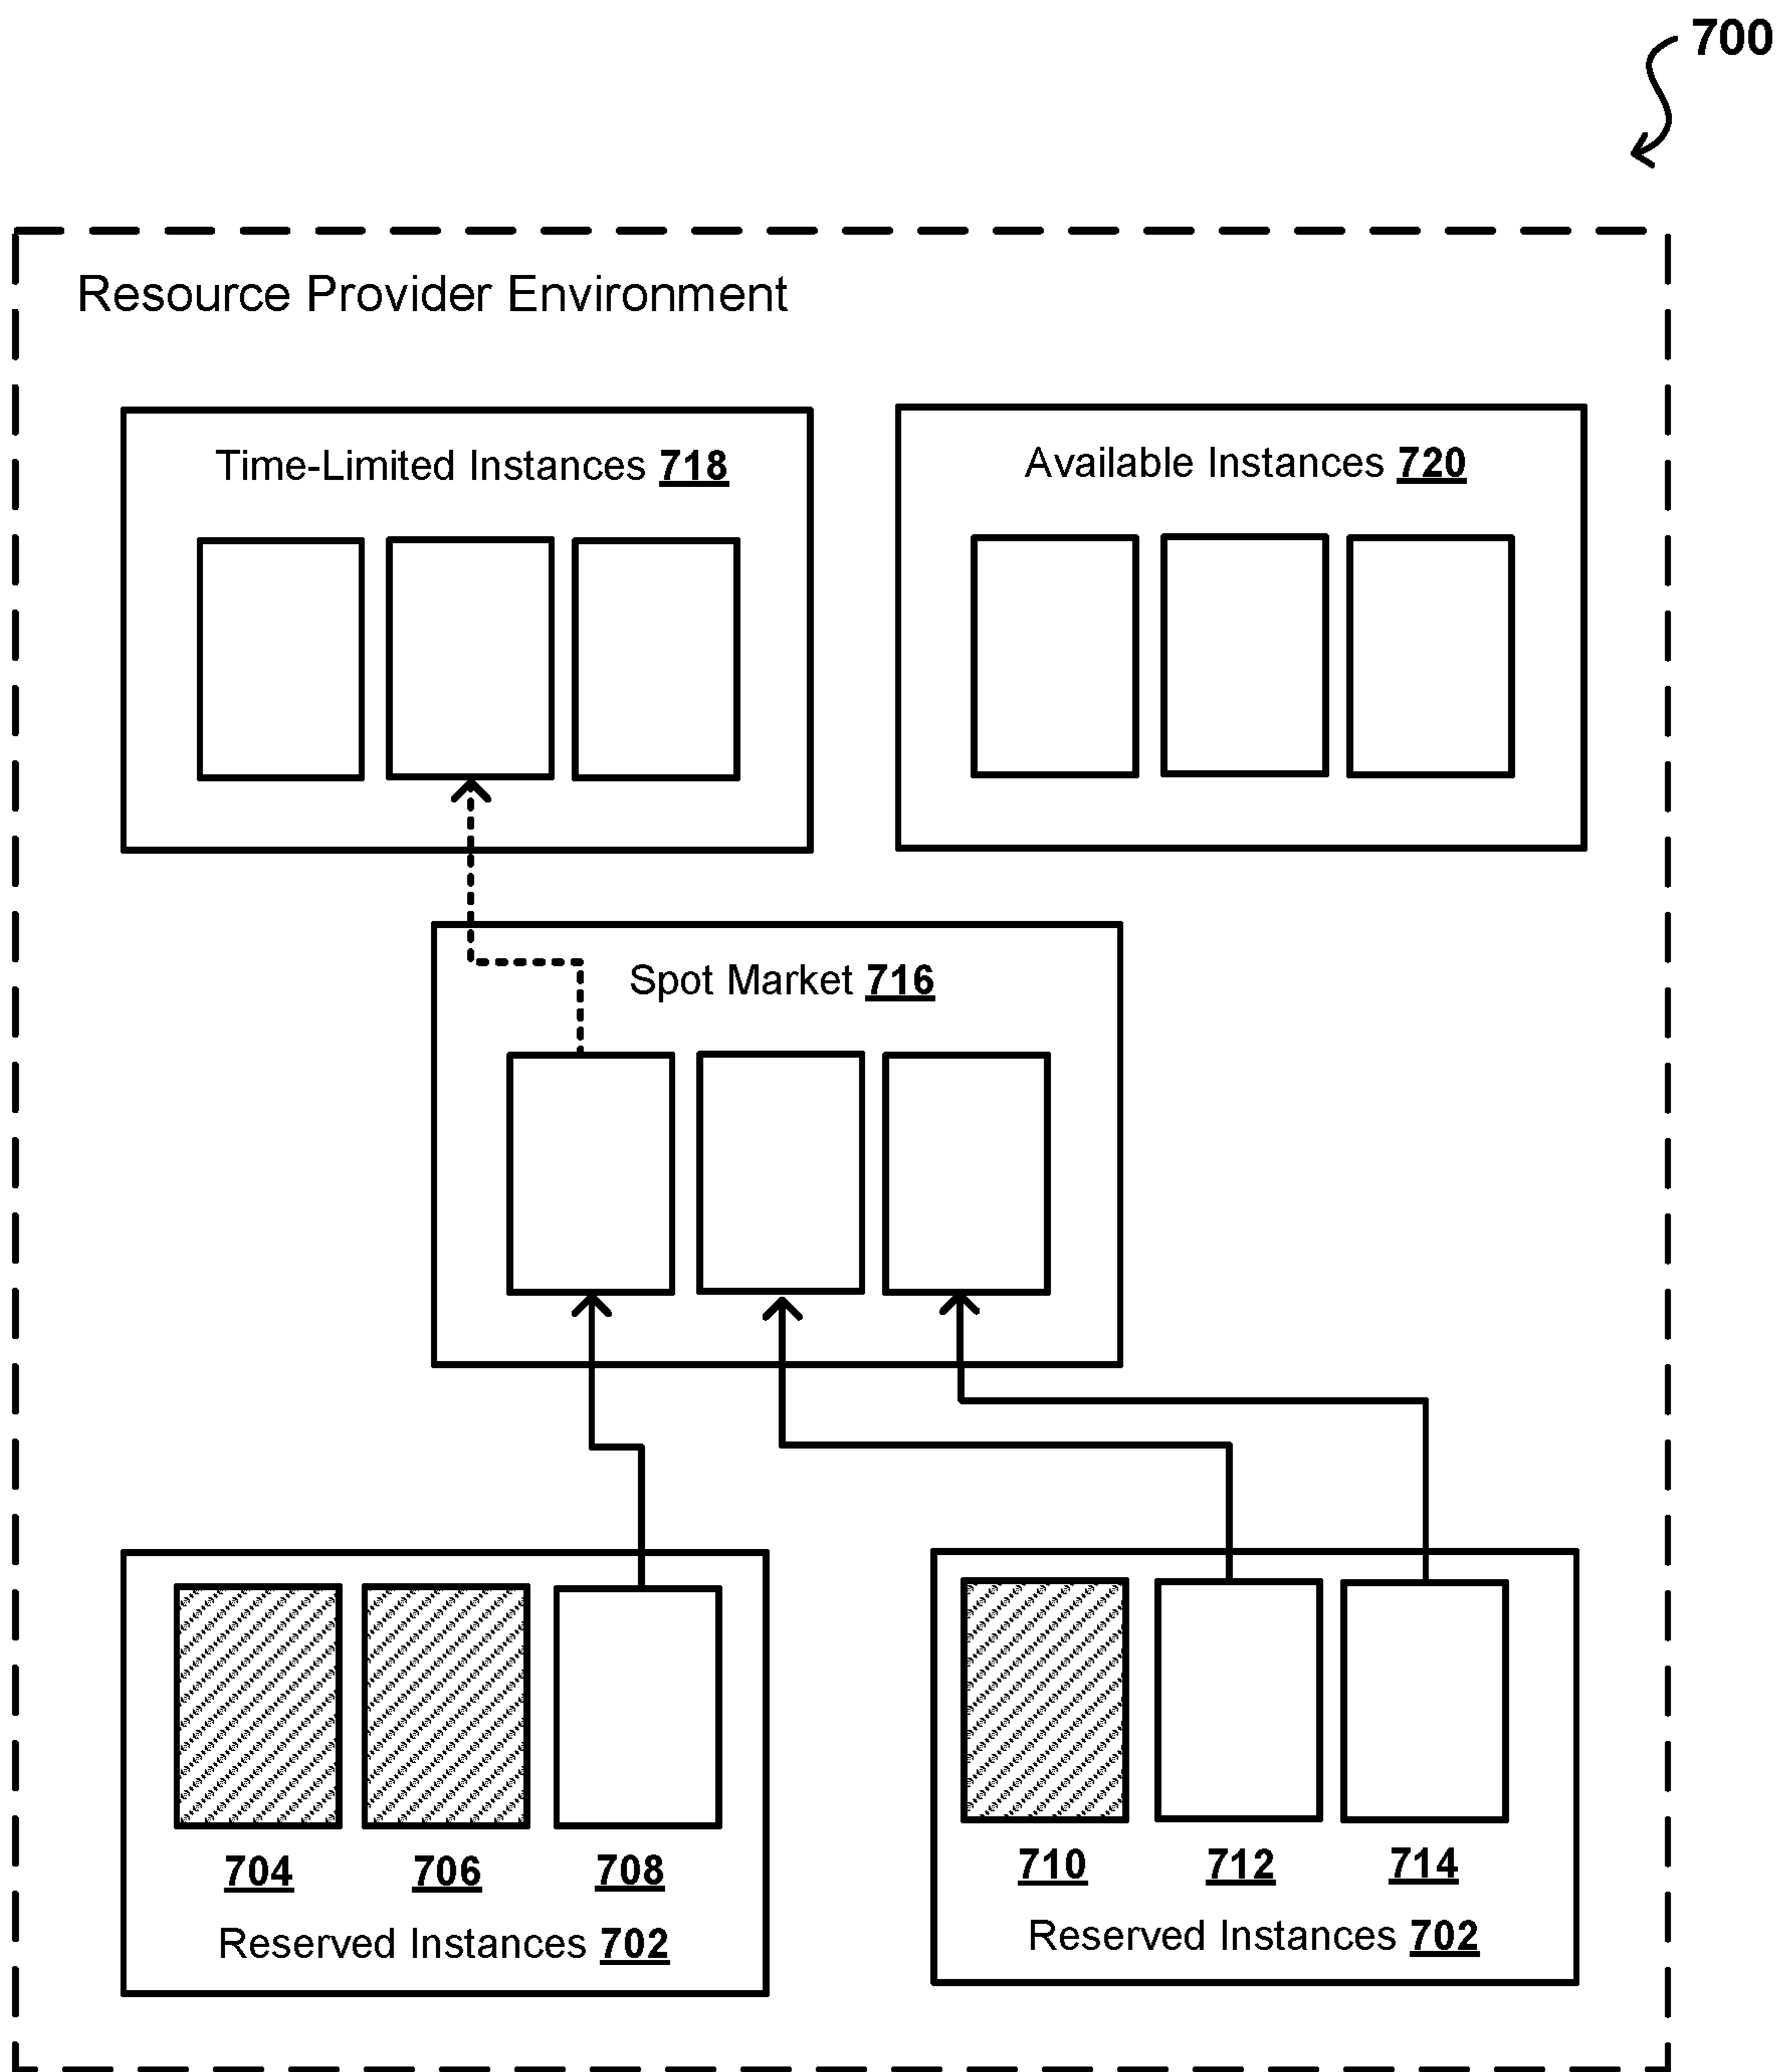 700
Resource Provider Environment
Time-Limited Instances 718
Available Instances 720
Spot Market 716
704 706 708
Reserved Instances 702
710 712 714
Reserved Instances 702